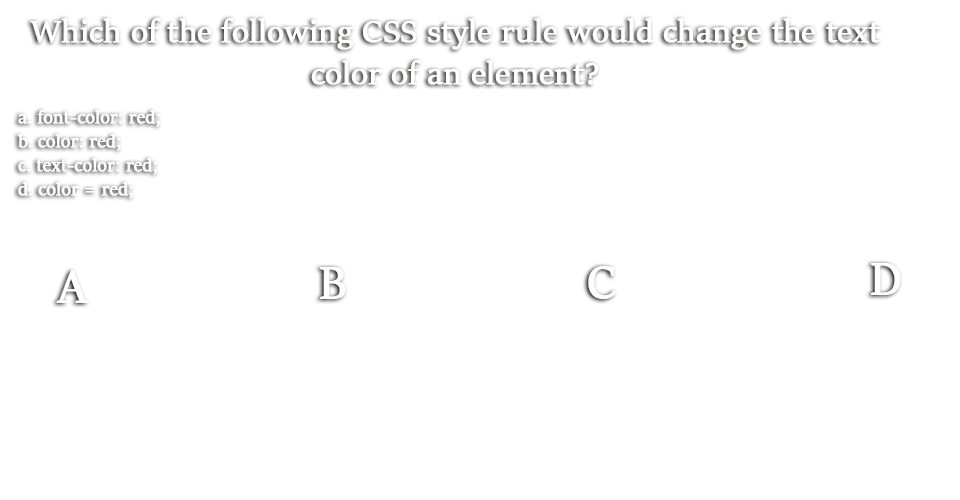 Which of the following CSS style rule would change the text
color of an element?
a. font-color: red;
b. color: red;
c. text-color: red;
d. color = red;
A B C D